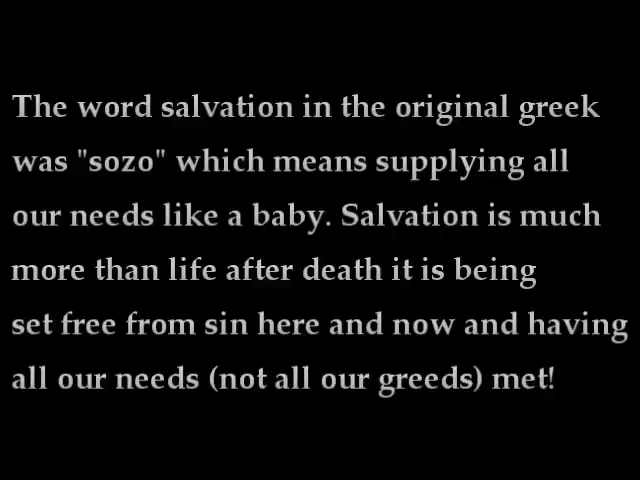 The word salvation in the original greek
was "sozo" which means supplying all
our needs like a baby. Salvation is much
more than life after death it is being
set free from sin here and now and having
all our needs (not all our greeds) met!